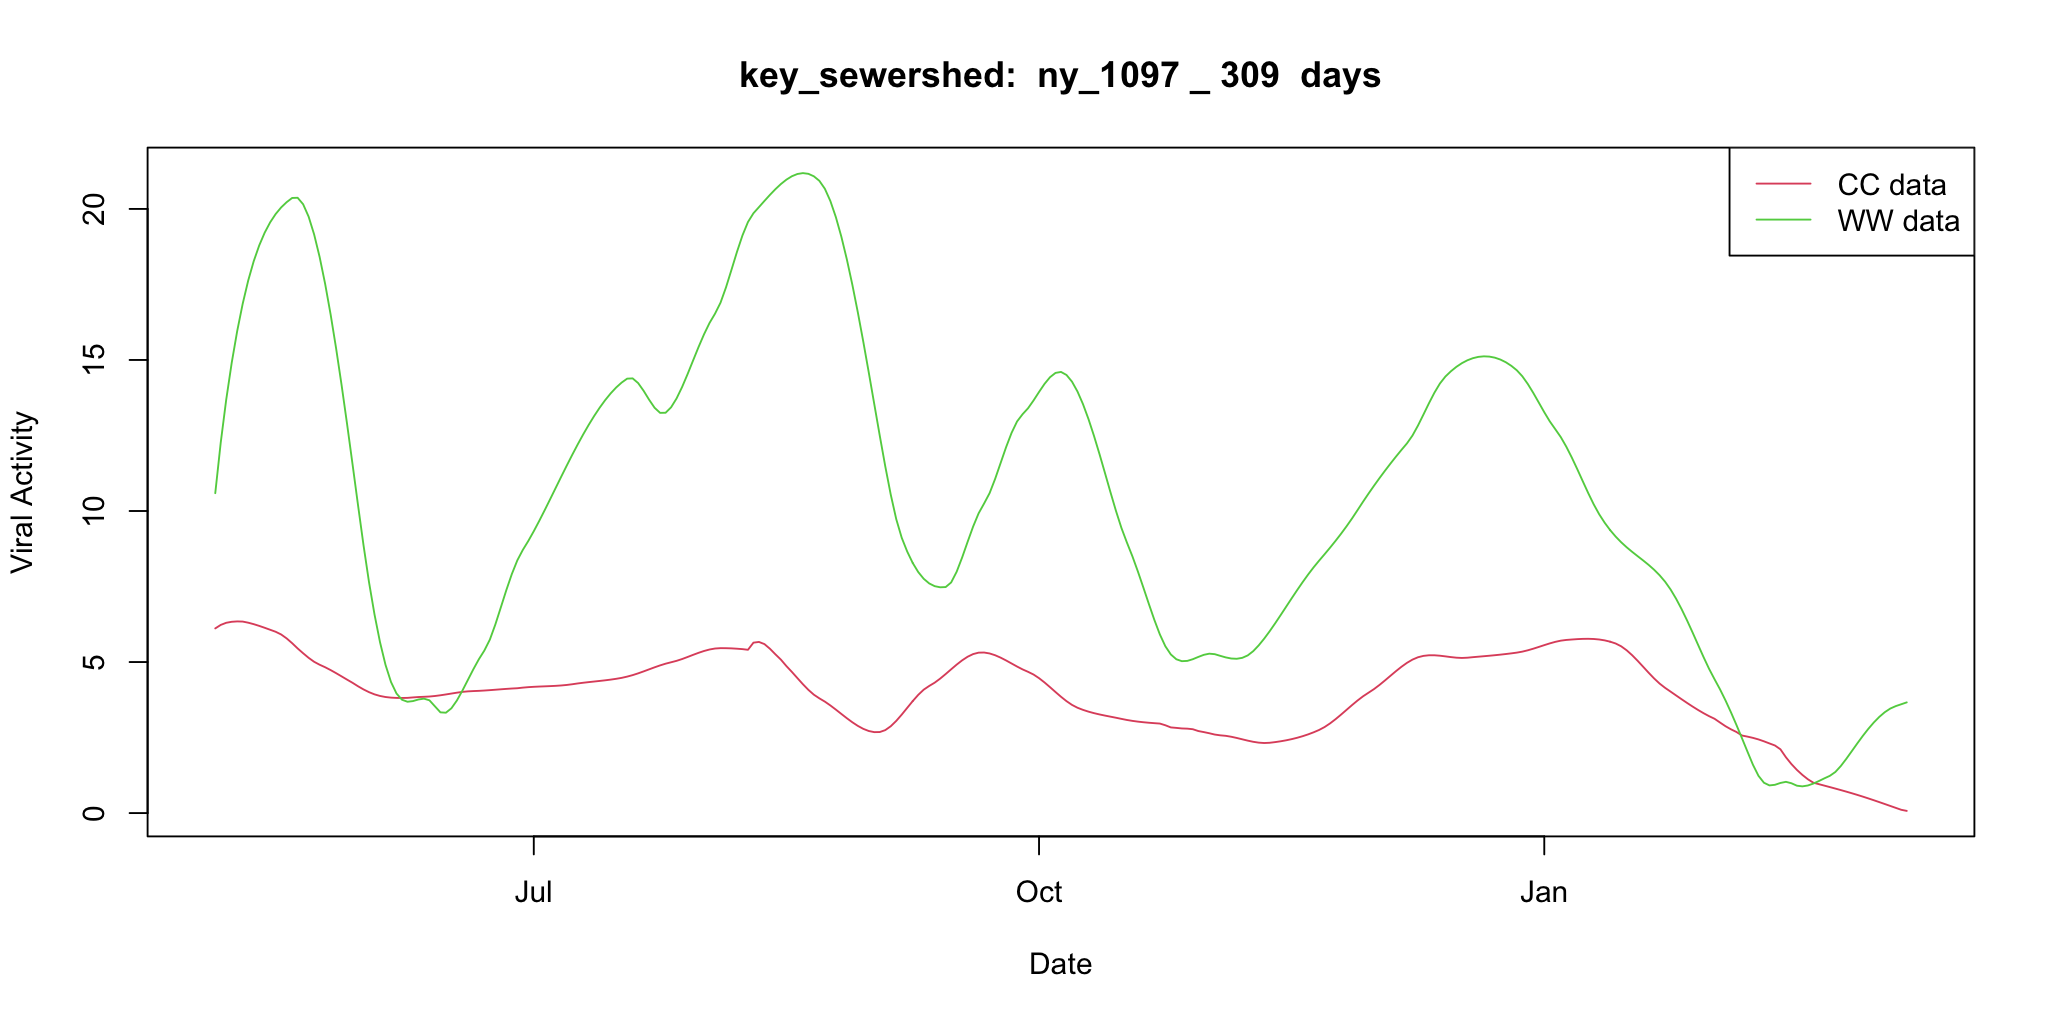 key_sewershed:  ny_1097 _ 309  days
CC data
WW data
Viral Activity
20
15
10
5
0
Jul
Oct
Jan
Date